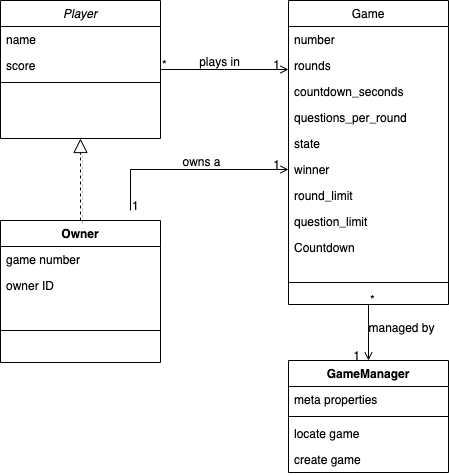 Player
name
score
* plays in 1
Game
number
rounds
countdown_seconds
questions_per_round
state
winner
round_limit
question_limit
Countdown
owns a 1
1
Owner
game number
owner ID
*
managed by
1
GameManager
meta properties
locate game
create game